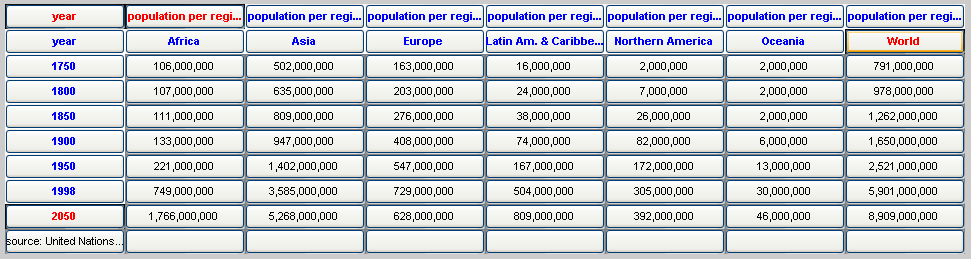 year population per regi... population per regi... population per regi... population per regi... population per regi... population per regi... population per regi...
year Africa Asia Europe Latin Am. & Caribbe... Northern America Oceania World
1750 106,000,000 502,000,000 163,000,000 16,000,000 2,000,000 2,000,000 791,000,000
1800 107,000,000 635,000,000 203,000,000 24,000,000 7,000,000 2,000,000 978,000,000
1850 111,000,000 809,000,000 276,000,000 38,000,000 26,000,000 2,000,000 1,262,000,000
1900 133,000,000 947,000,000 408,000,000 74,000,000 82,000,000 6,000,000 1,650,000,000
1950 221,000,000 1,402,000,000 547,000,000 167,000,000 172,000,000 13,000,000 2,521,000,000
1998 749,000,000 3,585,000,000 729,000,000 504,000,000 305,000,000 30,000,000 5,901,000,000
2050 1,766,000,000 5,268,000,000 628,000,000 809,000,000 392,000,000 46,000,000 8,909,000,000
source: United Nations...